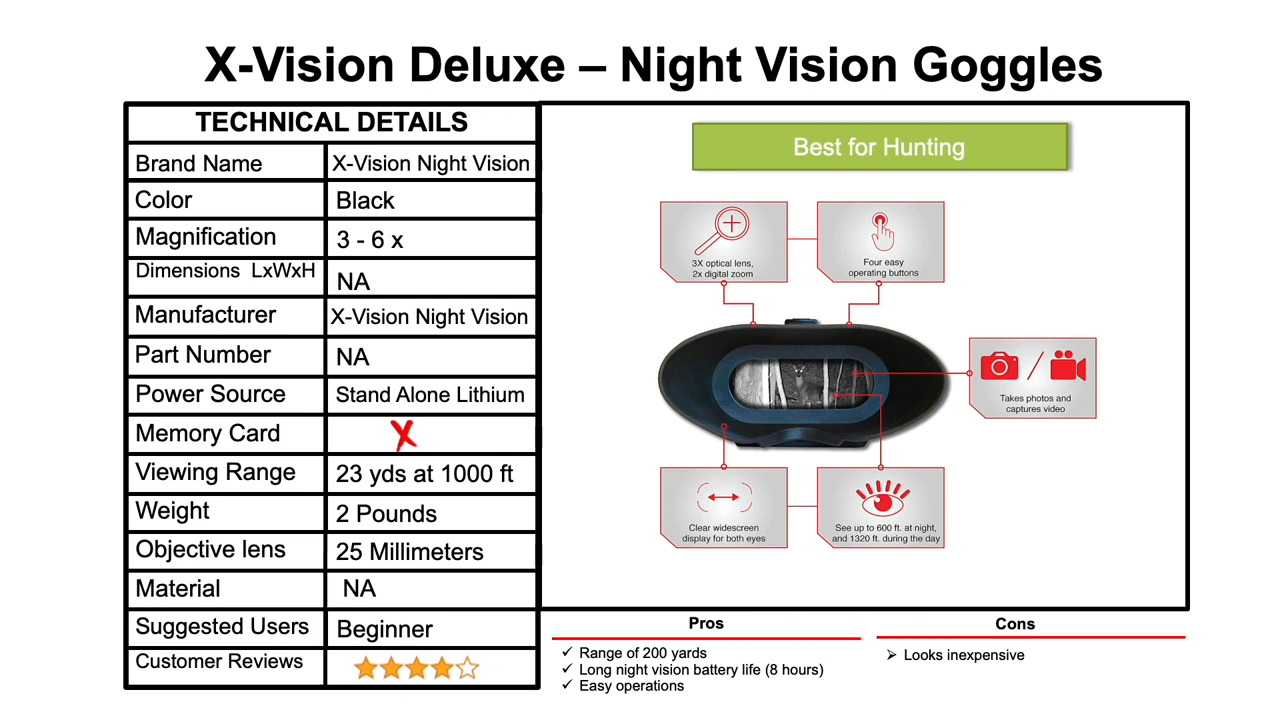 X-Vision Deluxe – Night Vision Goggles
TECHNICAL DETAILS
Brand Name X-Vision Night Vision
Color Black
Magnification 3 - 6 x
Dimensions LxWxH NA
Manufacturer X-Vision Night Vision
Part Number NA
Power Source Stand Alone Lithium
Memory Card X
Viewing Range 23 yds at 1000 ft
Weight 2 Pounds
Objective lens 25 Millimeters
Material NA
Suggested Users Beginner
Customer Reviews
Best for Hunting
3X optical lens,
2x digital zoom
Four easy
operating buttons
Takes photos and
captures video
Clear widescreen
display for both eyes
See up to 600 ft. at night,
and 1320 ft. during the day
Pros
✓ Range of 200 yards
✓ Long night vision battery life (8 hours)
✓ Easy operations
Cons
➢ Looks inexpensive